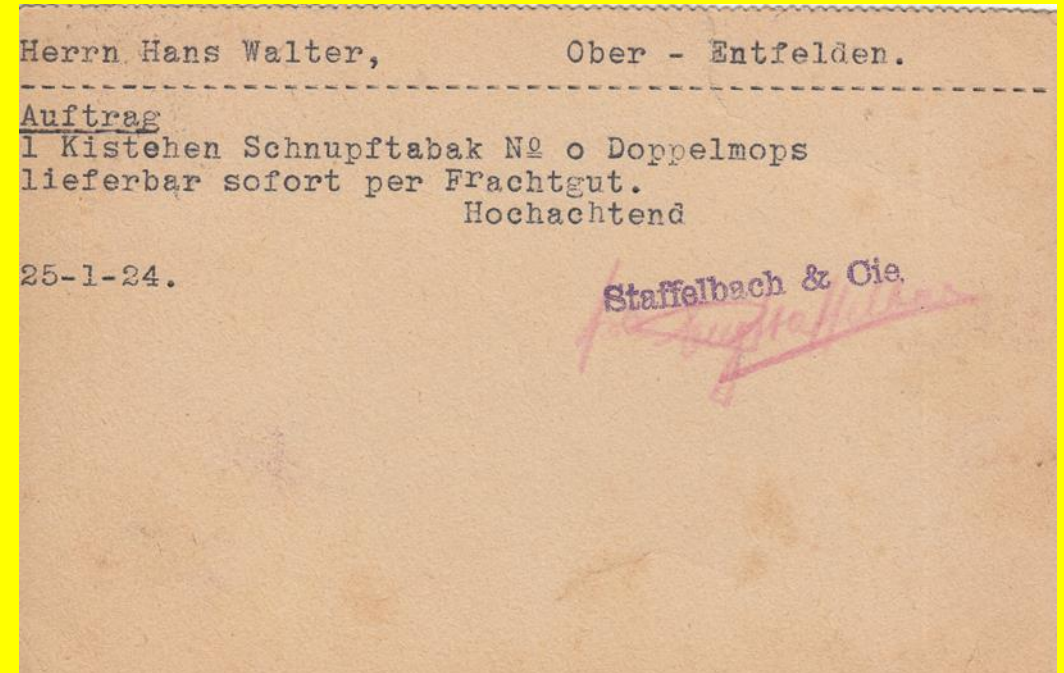 Herrn Hans Walter, Ober - Entfelden.
Auftrag
1 Kistehen Schnupftabak Nº o Doppelmops
lieferbar sofort per Frachtgut.
Hochachtend
25-1-24.
Staffelbach & Cie.